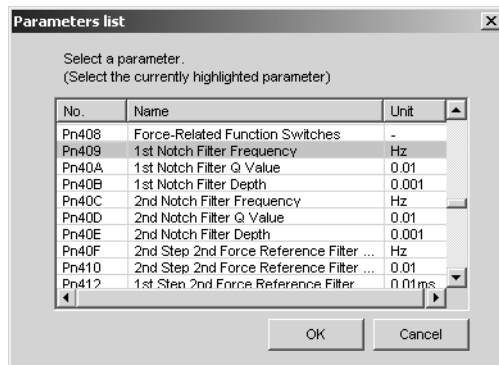 Parameters list
Select a parameter.
(Select the currently highlighted parameter)
No. Name Unit
Pn408 Force-Related Function Switches -
Pn409 1st Notch Filter Frequency Hz
Pn40A 1st Notch Filter Q Value 0.01
Pn40B 1st Notch Filter Depth 0.001
Pn40C 2nd Notch Filter Frequency Hz
Pn40D 2nd Notch Filter Q Value 0.01
Pn40E 2nd Notch Filter Depth 0.001
Pn40F 2nd Step 2nd Force Reference Filter ... Hz
Pn410 2nd Step 2nd Force Reference Filter ... 0.01
Pn412 1st Step 2nd Force Reference Filter 0.01ms
OK Cancel